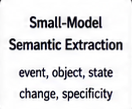 Small-Model
Semantic Extraction
event, object, state
change, specificity